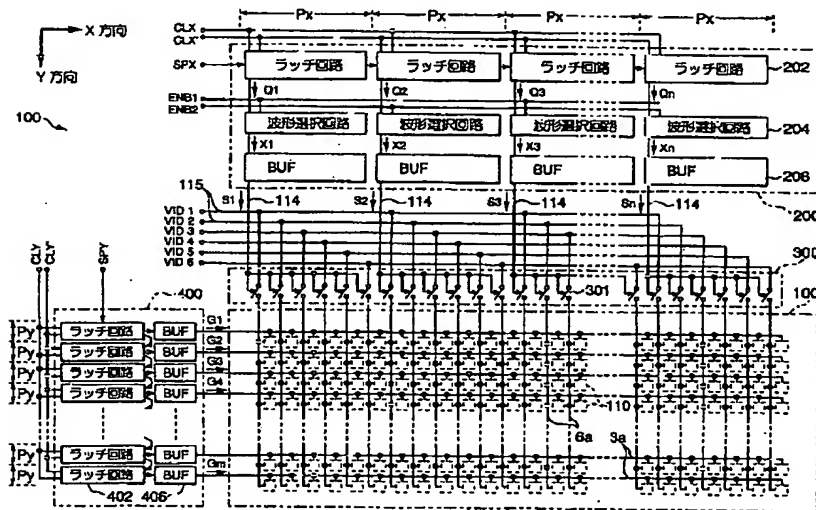 Px Px Px Px
X 方向
Y 方向
CLX
CLX'
SPX
ラッチ回路 ラッチ回路 ラッチ回路 ラッチ回路 202
Q1 Q2 Q3 Qn
ENB1
ENB2
100
波形選択回路 波形選択回路 波形選択回路 波形選択回路 204
X1 X2 X3 Xn
BUF BUF BUF BUF 206
115 S1 114 S2 114 S3 114 Sn 114 200
VID 1
VID 2
VID 3
VID 4
VID 5
VID 6
300
CLY CLY' SPY
400 301 100
G1
Py ラッチ回路 BUF
G2
Py ラッチ回路 BUF
G3
Py ラッチ回路 BUF
G4
Py ラッチ回路 BUF
110
6a
3a
Py ラッチ回路 BUF
Gm
Py ラッチ回路 BUF
402 406